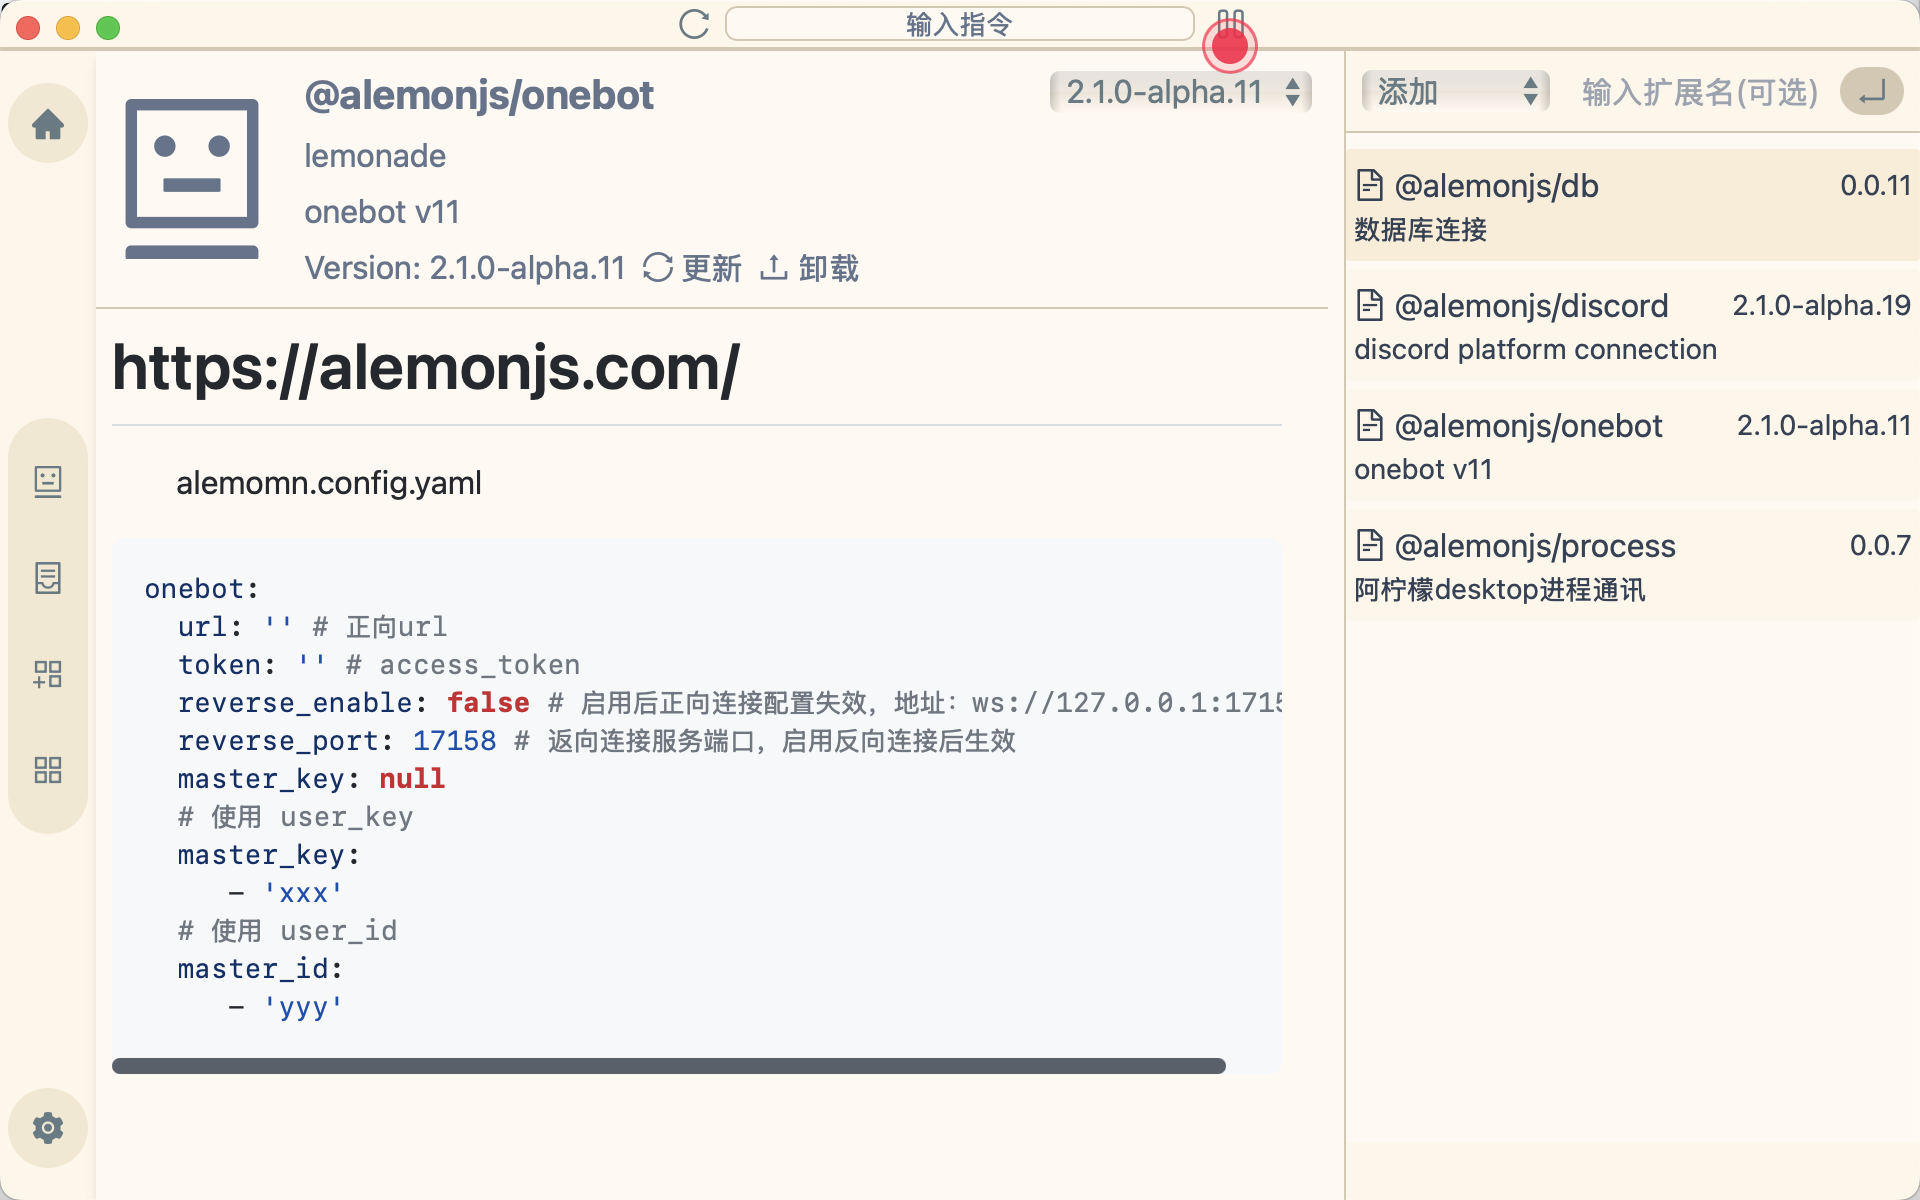 输入指令
@alemonjs/onebot
2.1.0-alpha.11
lemonade
onebot v11
Version: 2.1.0-alpha.11 更新 卸载
https://alemonjs.com/
alemomn.config.yaml
onebot:
url: '' # 正向url
token: '' # access_token
reverse_enable: false # 启用后正向连接配置失效，地址：ws://127.0.0.1:1715
reverse_port: 17158 # 返向连接服务端口，启用反向连接后生效
master_key: null
# 使用 user_key
master_key:
- 'xxx'
# 使用 user_id
master_id:
- 'yyy'
添加 输入扩展名(可选)
@alemonjs/db 0.0.11
数据库连接
@alemonjs/discord 2.1.0-alpha.19
discord platform connection
@alemonjs/onebot 2.1.0-alpha.11
onebot v11
@alemonjs/process 0.0.7
阿柠檬desktop进程通讯